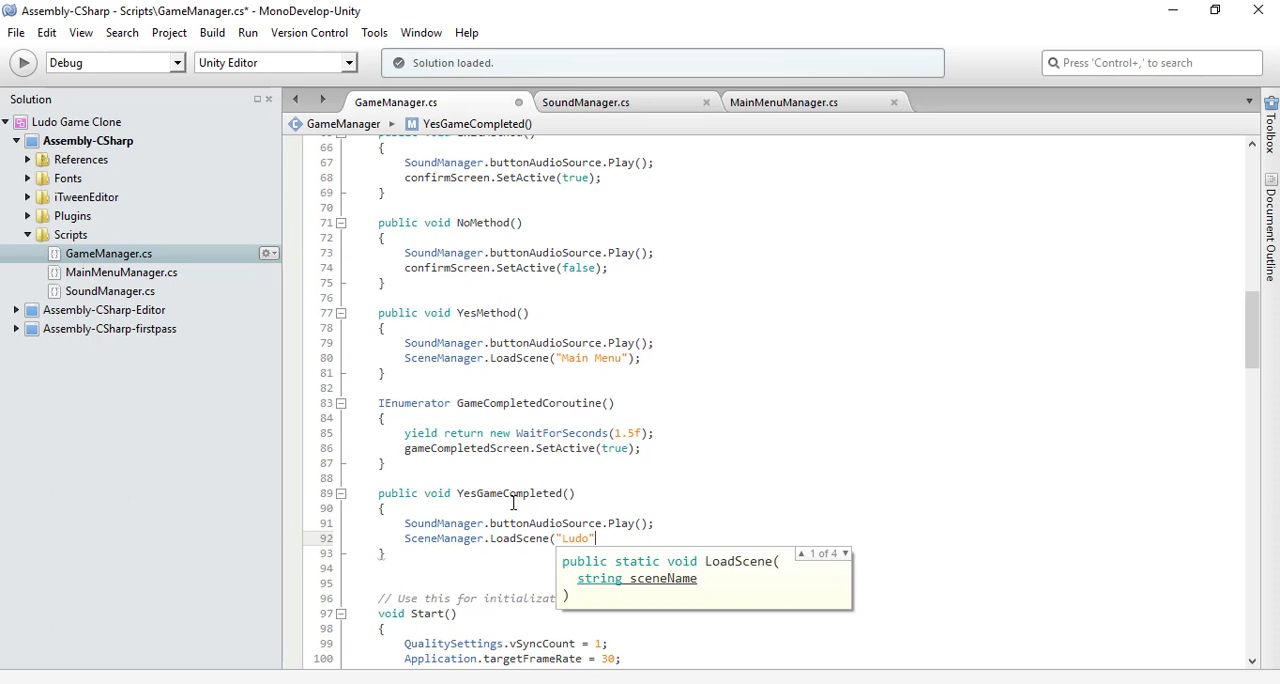 Assembly-CSharp - Scripts\GameManager.cs* - MonoDevelop-Unity
File Edit View Search Project Build Run Version Control Tools Window Help
Debug Unity Editor Solution loaded. Press 'Control+,' to search
Solution GameManager.cs SoundManager.cs MainMenuManager.cs
Ludo Game Clone GameManager YesGameCompleted()
Assembly-CSharp
References
Fonts
iTweenEditor
Plugins
Scripts
GameManager.cs
MainMenuManager.cs
SoundManager.cs
Assembly-CSharp-Editor
Assembly-CSharp-firstpass
66 {
67 SoundManager.buttonAudioSource.Play();
68 confirmScreen.SetActive(true);
69 }
70
71 public void NoMethod()
72 {
73 SoundManager.buttonAudioSource.Play();
74 confirmScreen.SetActive(false);
75 }
76
77 public void YesMethod()
78 {
79 SoundManager.buttonAudioSource.Play();
80 SceneManager.LoadScene("Main Menu");
81 }
82
83 IEnumerator GameCompletedCoroutine()
84 {
85 yield return new WaitForSeconds(1.5f);
86 gameCompletedScreen.SetActive(true);
87 }
88
89 public void YesGameCompleted()
90 {
91 SoundManager.buttonAudioSource.Play();
92 SceneManager.LoadScene("Ludo"
93 }
94
95
96 // Use this for
97 void Start()
98 {
99 QualitySettings.vSyncCount = 1;
100 Application.targetFrameRate = 30;
1 of 4
public static void LoadScene(
string sceneName
)
Toolbox
Document Outline